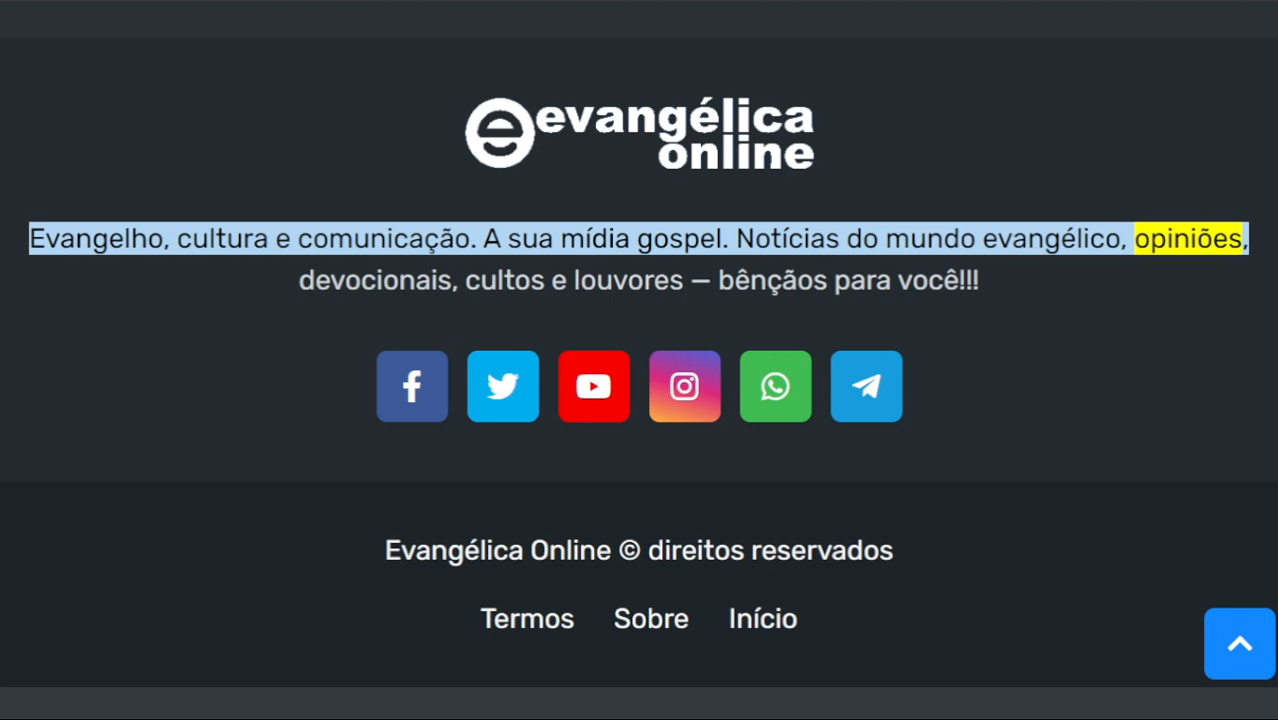 evangélica
online
Evangelho, cultura e comunicação. A sua mídia gospel. Notícias do mundo evangélico, opiniões,
devocionais, cultos e louvores — bênçãos para você!!!
Evangélica Online © direitos reservados
Termos Sobre Início